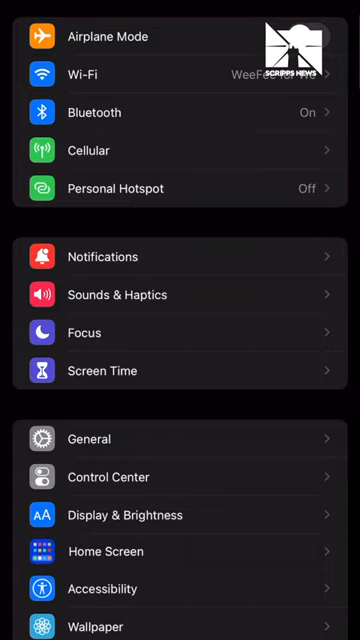 Airplane Mode
SCRIPPS NEWS
Wi-Fi
Bluetooth On
Cellular
Personal Hotspot Off
Notifications
Sounds & Haptics
Focus
Screen Time
General
Control Center
AA Display & Brightness
Home Screen
Accessibility
Wallpaper